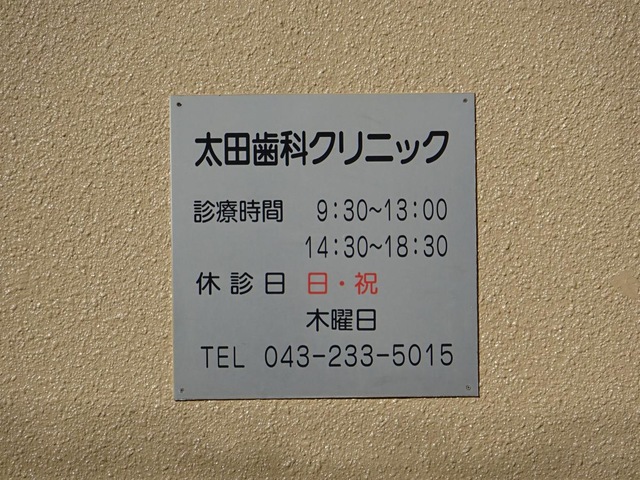 太田歯科クリニック
診療時間 9:30~13:00
14:30~18:30
休診日 日・祝
木曜日
TEL 043-233-5015